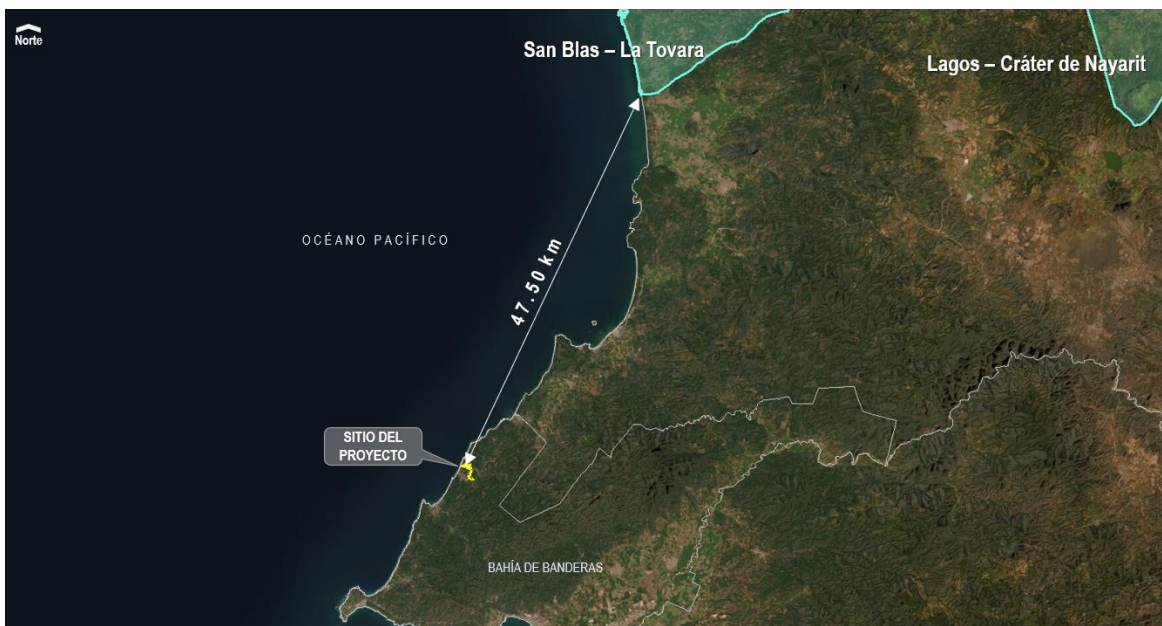 Norte
San Blas – La Tovara
Lagos – Cráter de Nayarit
OCÉANO PACÍFICO
47.50 km
SITIO DEL
PROYECTO
BAHÍA DE BANDERAS